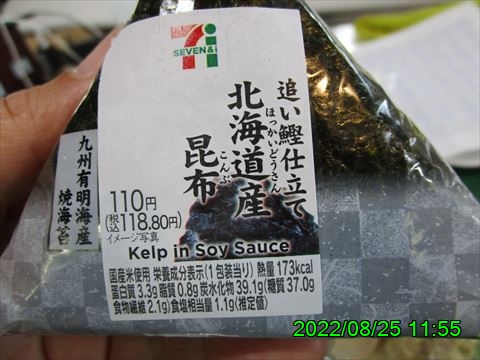 SEVEN&i
追い鰹仕立て
ほっかいどうさん
北海道産
こんぶ
昆布
九州有明海産
焼海苔
110円
(税込118.80円)
イメージ写真
Kelp in Soy Sauce
国産米使用 栄養成分表示(1包装当り) 熱量173kcal
蛋白質3.3g 脂質0.8g 炭水化物39.1g(糖質37.0g
食物繊維2.1g) 食塩相当量1.1g(推定値)
2022/08/25 11:55